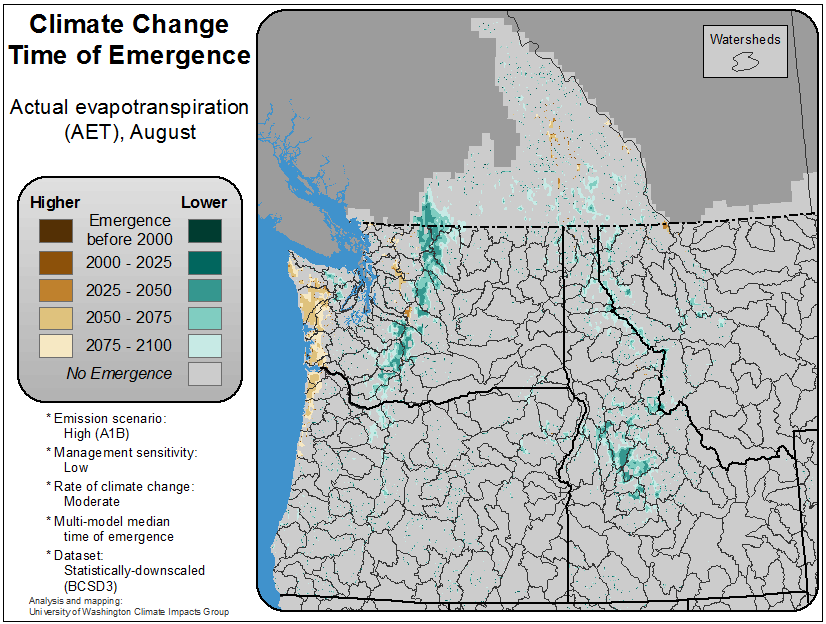 Climate Change
Time of Emergence
Actual evapotranspiration
(AET), August
Higher Lower
Emergence
before 2000
2000 - 2025
2025 - 2050
2050 - 2075
2075 - 2100
No Emergence
* Emission scenario:
High (A1B)
* Management sensitivity:
Low
* Rate of climate change:
Moderate
* Multi-model median
time of emergence
* Dataset:
Statistically-downscaled
(BCSD3)
Analysis and mapping:
University of Washington Climate Impacts Group
Watersheds